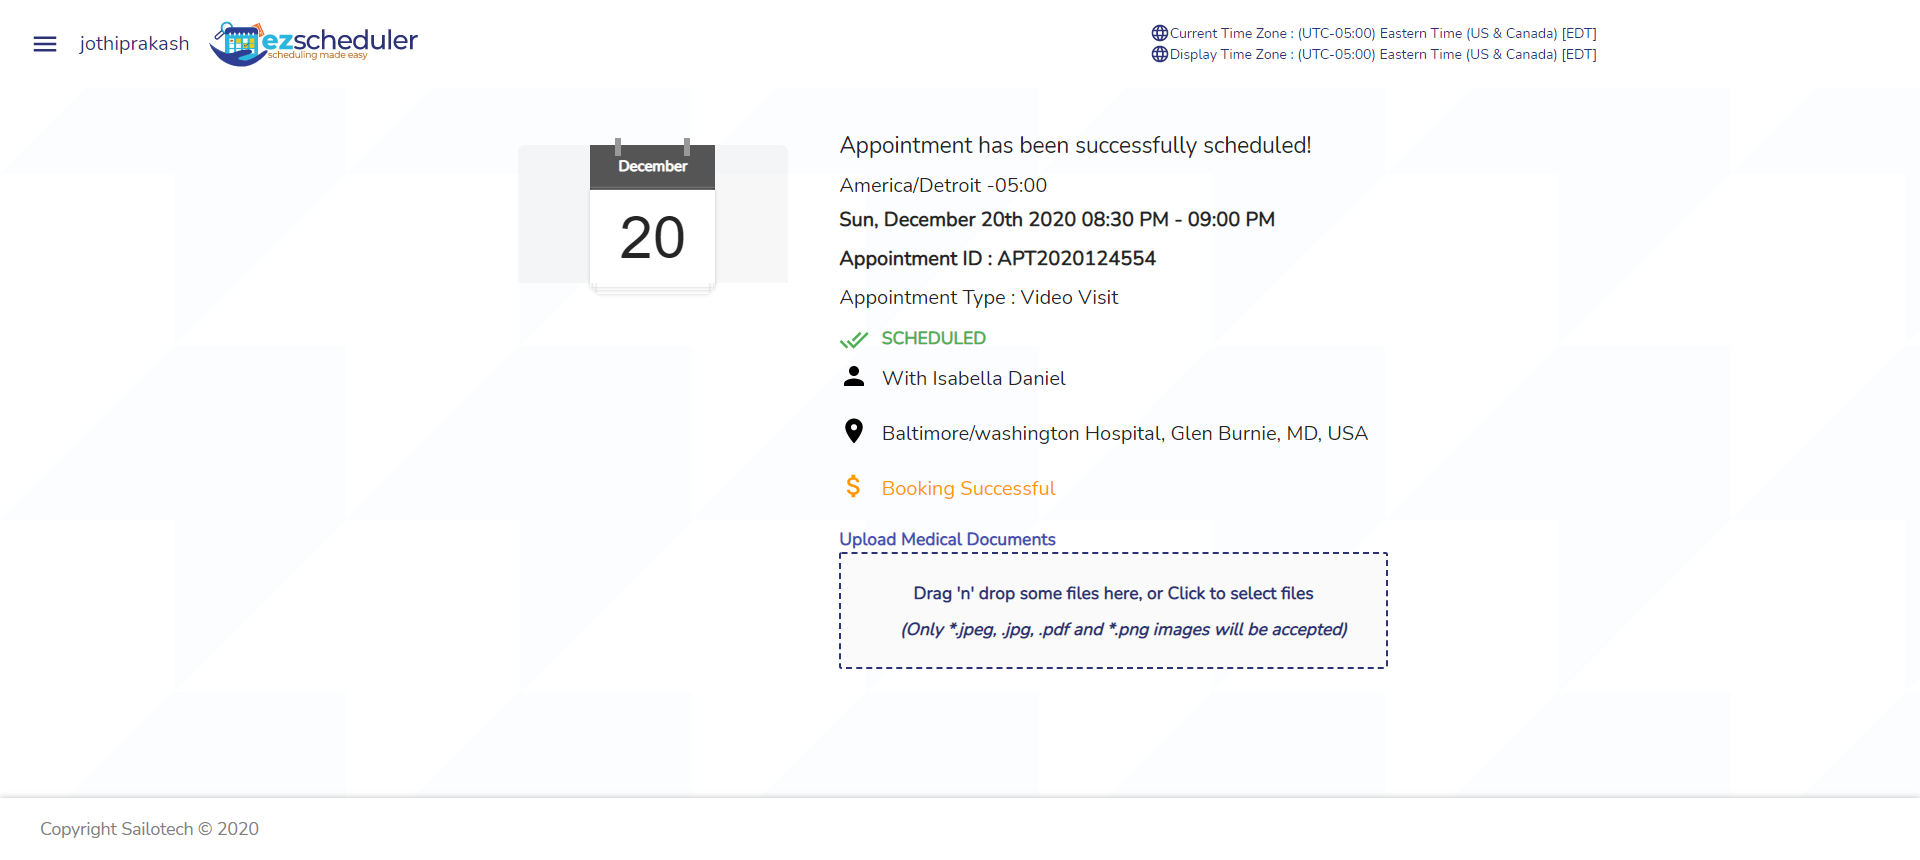 jothiprakash
ezscheduler
scheduling made easy
Current Time Zone : (UTC-05:00) Eastern Time (US & Canada) [EDT]
Display Time Zone : (UTC-05:00) Eastern Time (US & Canada) [EDT]
December
20
Appointment has been successfully scheduled!
America/Detroit -05:00
Sun, December 20th 2020 08:30 PM - 09:00 PM
Appointment ID : APT2020124554
Appointment Type : Video Visit
SCHEDULED
With Isabella Daniel
Baltimore/washington Hospital, Glen Burnie, MD, USA
$ Booking Successful
Upload Medical Documents
Drag 'n' drop some files here, or Click to select files
(Only *.jpeg, .jpg, .pdf and *.png images will be accepted)
Copyright Sailotech © 2020